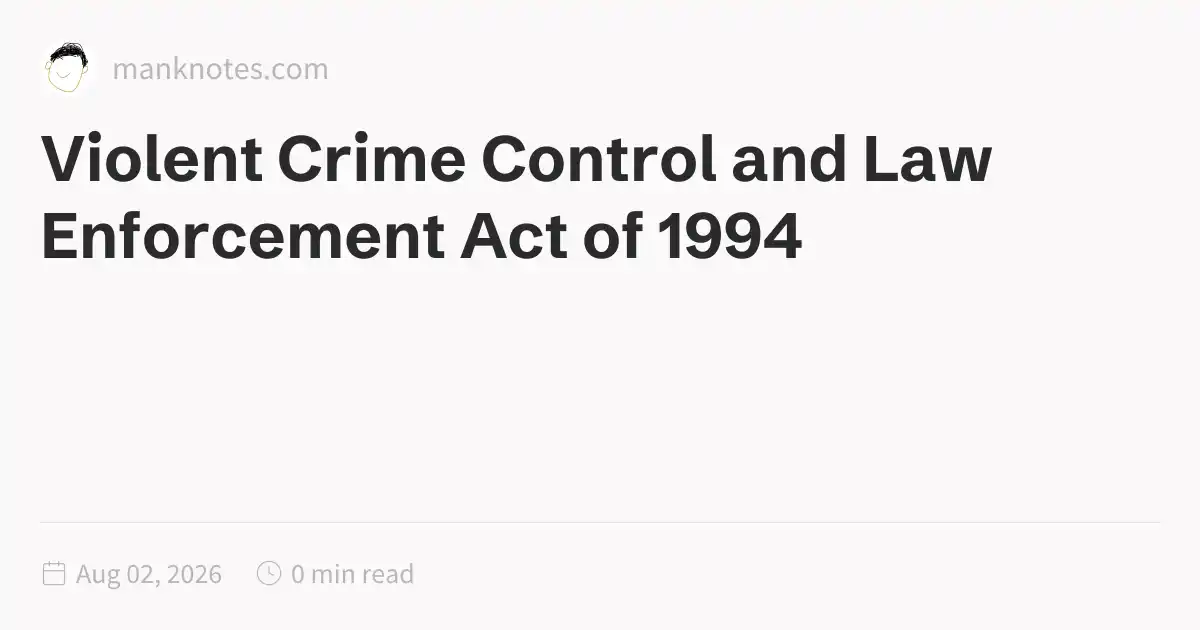 manknotes.com
Violent Crime Control and Law
Enforcement Act of 1994
Aug 02, 2026 0 min read